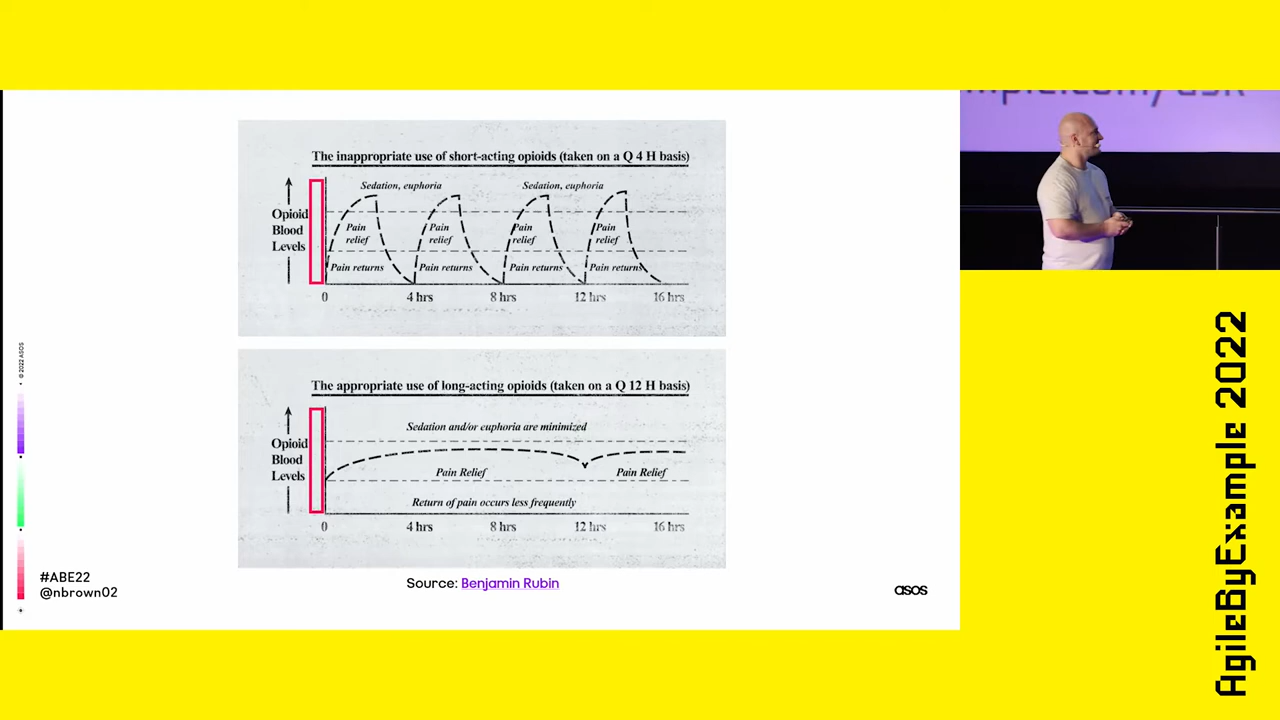 The inappropriate use of short-acting opioids (taken on a Q 4 H basis)
Sedation, euphoria
Sedation, euphoria
Opioid
Blood
Levels
Pain
relief
Pain
relief
Pain
relief
Pain
relief
Pain returns
Pain returns
Pain returns
Pain returns
0
4 hrs
8 hrs
12 hrs
16 hrs
The appropriate use of long-acting opioids (taken on a Q 12 H basis)
Sedation and/or euphoria are minimized
Opioid
Blood
Levels
Pain Relief
Pain Relief
Return of pain occurs less frequently
0
4 hrs
8 hrs
12 hrs
16 hrs
Source: Benjamin Rubin
#ABE22
@nbrown02
asos
© 2022 ASOS
AgileByExample 2022